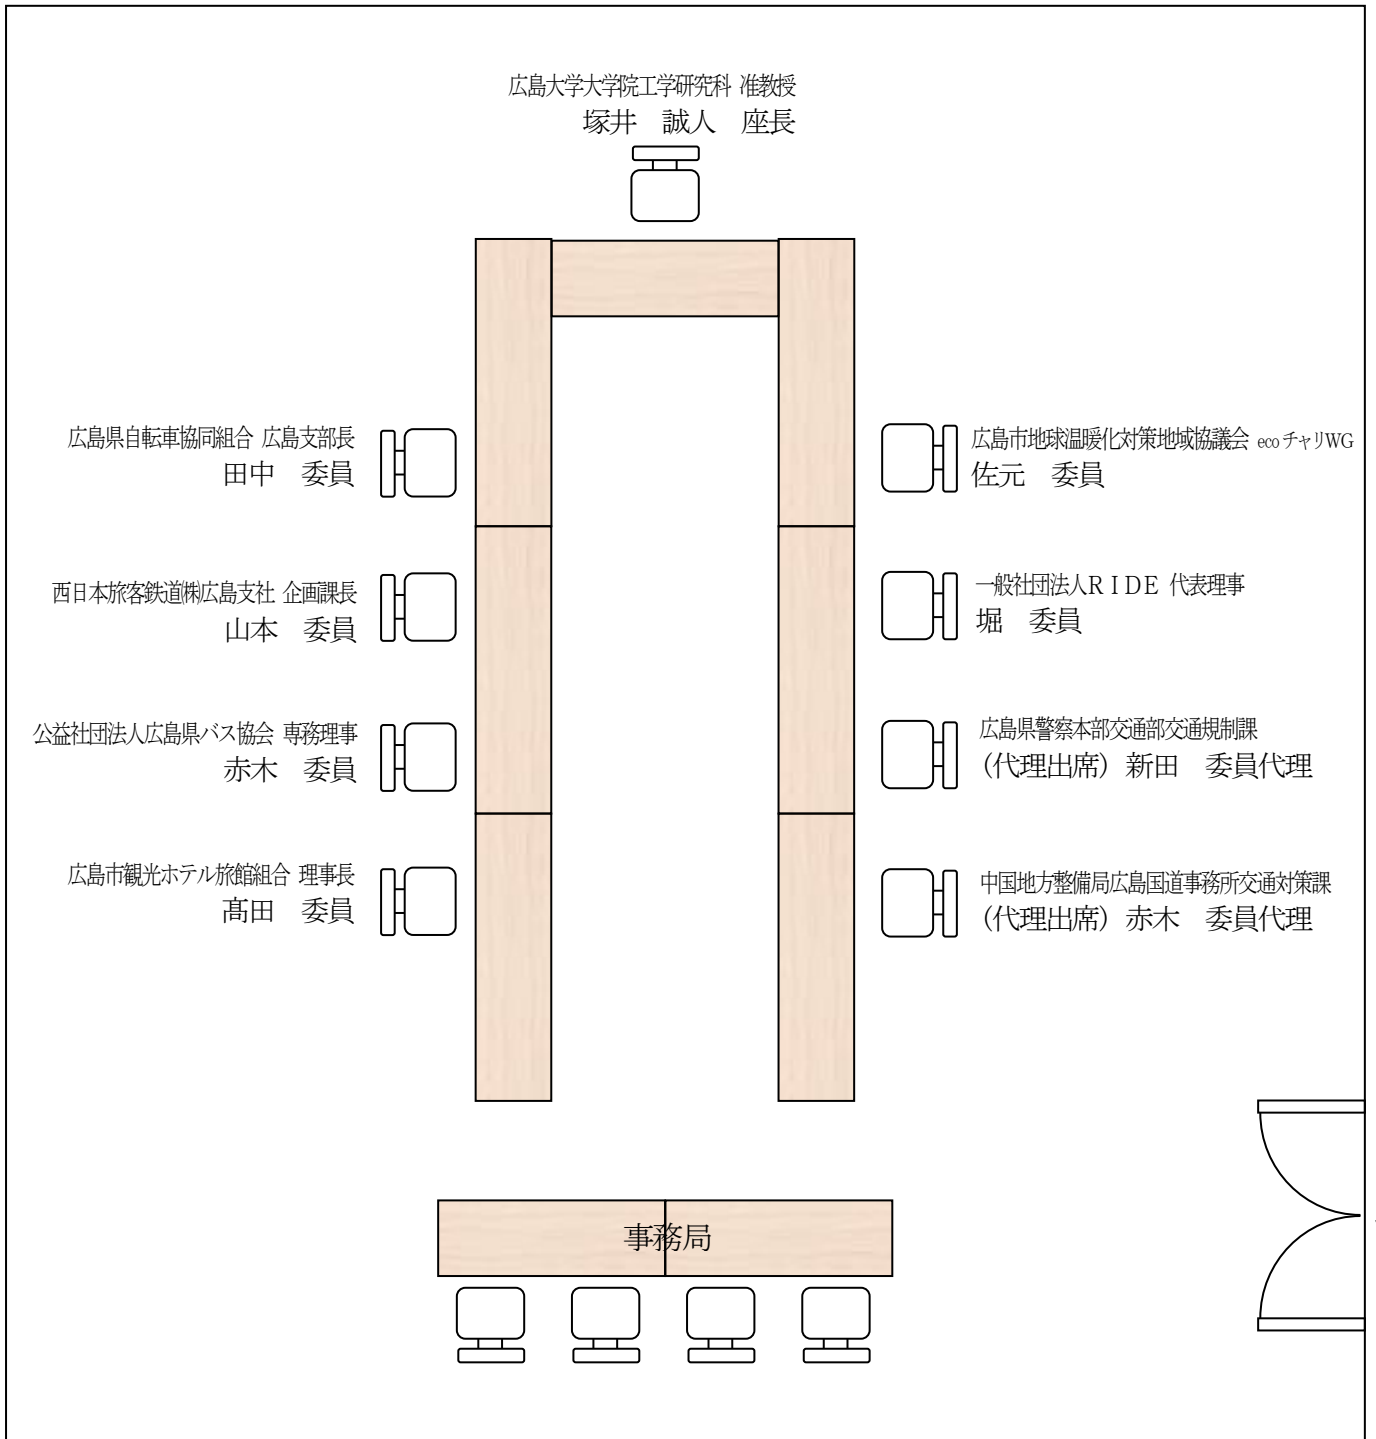 広島大学大学院工学研究科 准教授
塚井　誠人　座長
広島県自転車協同組合 広島支部長
田中　委員
西日本旅客鉄道㈱広島支社 企画課長
山本　委員
公益社団法人広島県バス協会 専務理事
赤木　委員
広島市観光ホテル旅館組合 理事長
髙田　委員
広島市地球温暖化対策地域協議会 ecoチャリWG
佐元　委員
一般社団法人ＲＩＤＥ 代表理事
堀　委員
広島県警察本部交通部交通規制課
（代理出席）新田　委員代理
中国地方整備局広島国道事務所交通対策課
（代理出席）赤木　委員代理
事務局